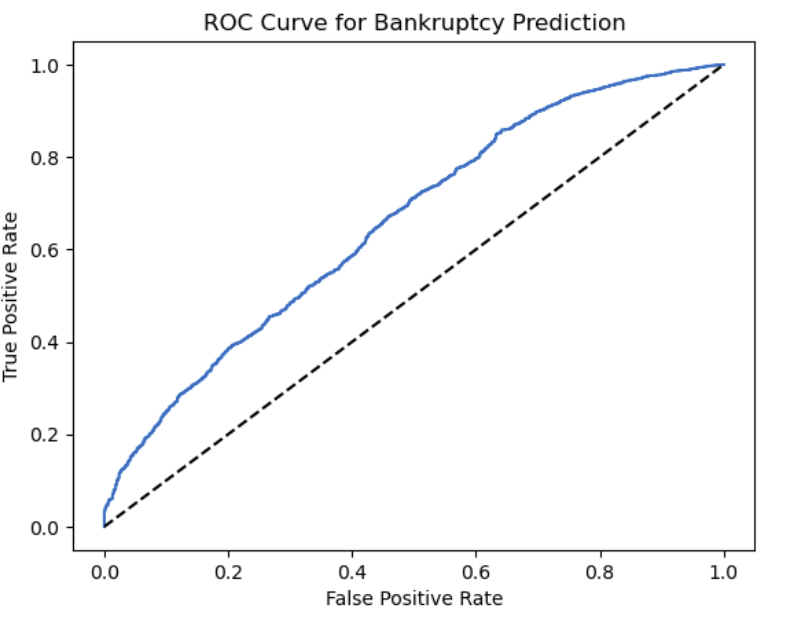 ROC Curve for Bankruptcy Prediction
True Positive Rate
1.0
0.8
0.6
0.4
0.2
0.0
0.0 0.2 0.4 0.6 0.8 1.0
False Positive Rate